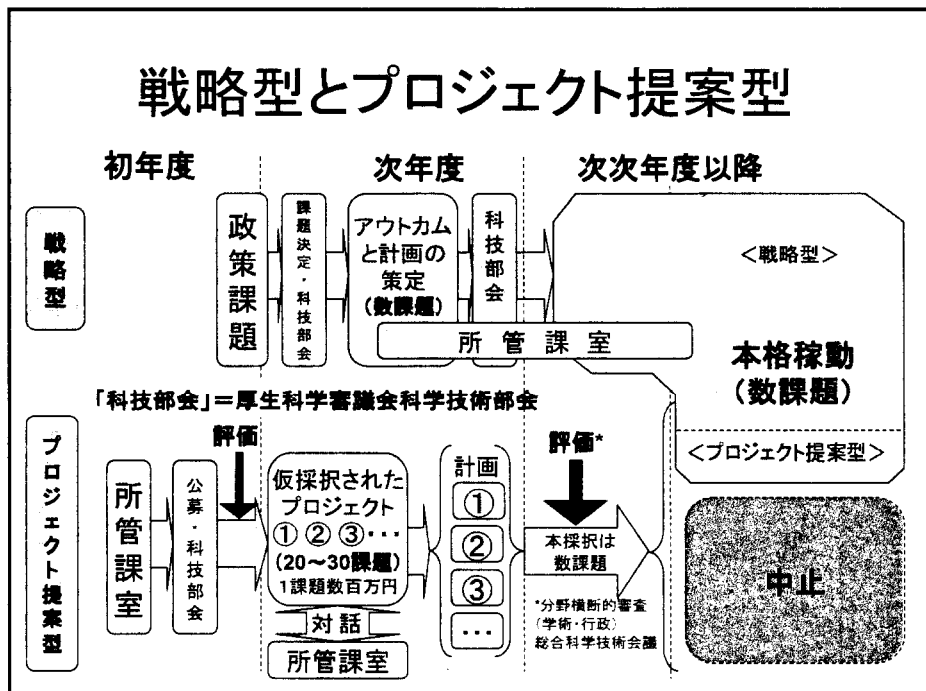 戦略型とプロジェクト提案型
初年度
次年度
次次年度以降
戦略型
政策課題
課題決定・科技部会
アウトカム
と計画の
策定
(数課題)
科技部会
所管課室
<戦略型>
本格稼動
(数課題)
<プロジェクト提案型>
「科技部会」=厚生科学審議会科学技術部会
プロジェクト提案型
所管課室
公募・科技部会
評価
仮採択された
プロジェクト
① ② ③・・・
(20～30課題)
1課題数百万円
対話
所管課室
計画
①
②
③
・・・
評価*
本採択は
数課題
*分野横断的審査
(学術・行政)
総合科学技術会議
中止